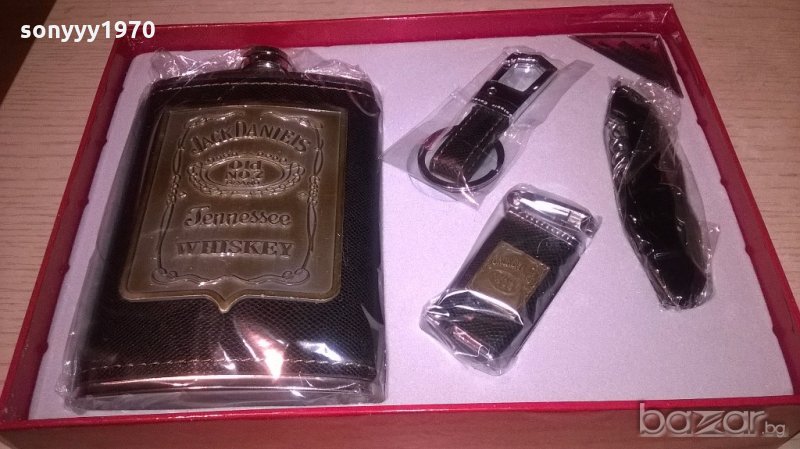 sonyyy1970
JACK DANIEL'S
Old
NO. 7
Tennessee
WHISKEY
bazar.bg